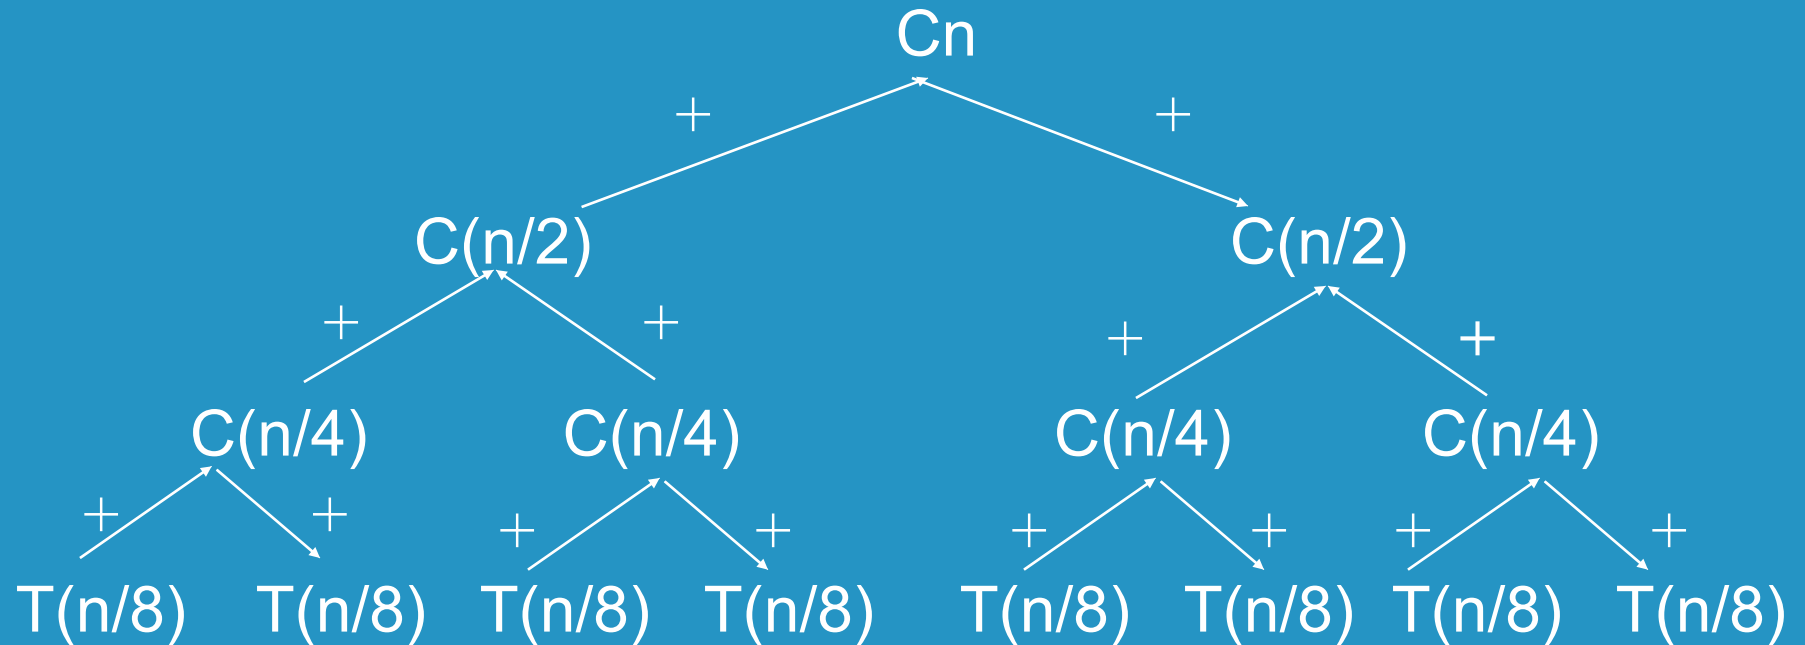 Cn
+ +
C(n/2) C(n/2)
+ + + +
C(n/4) C(n/4) C(n/4) C(n/4)
+ + + + + + + +
T(n/8) T(n/8) T(n/8) T(n/8) T(n/8) T(n/8) T(n/8) T(n/8)